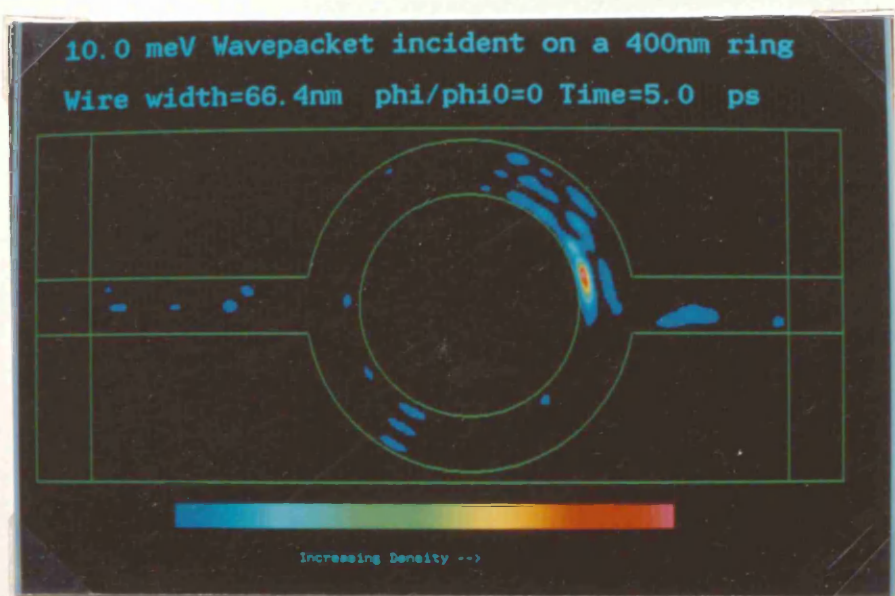 10.0 meV Wavepacket incident on a 400nm ring
Wire width=66.4nm phi/phi0=0 Time=5.0 ps
Increasing Density -->